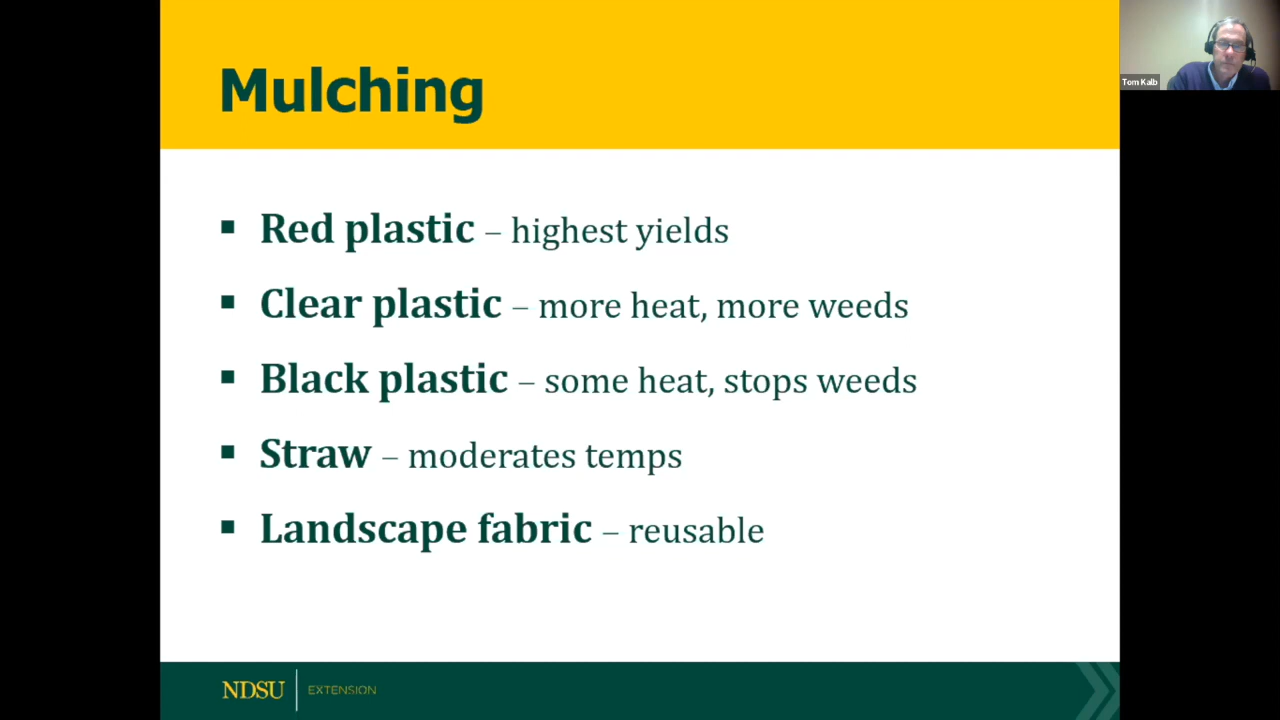 Mulching
Tom Kalb
▪ Red plastic – highest yields
▪ Clear plastic – more heat, more weeds
▪ Black plastic – some heat, stops weeds
▪ Straw – moderates temps
▪ Landscape fabric – reusable
NDSU EXTENSION